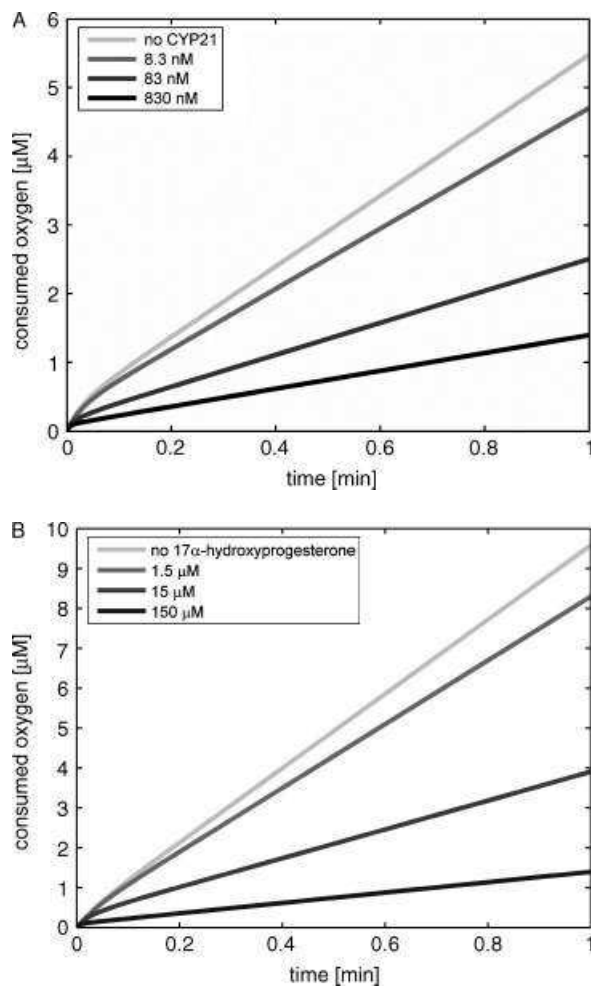 A
6
5
4
3
2
1
0
no CYP21
8.3 nM
83 nM
830 nM
consumed oxygen [µM]
0 0.2 0.4 0.6 0.8 1
time [min]
B
10
9
8
7
6
5
4
3
2
1
0
no 17α-hydroxyprogesterone
1.5 µM
15 µM
150 µM
consumed oxygen [µM]
0 0.2 0.4 0.6 0.8 1
time [min]